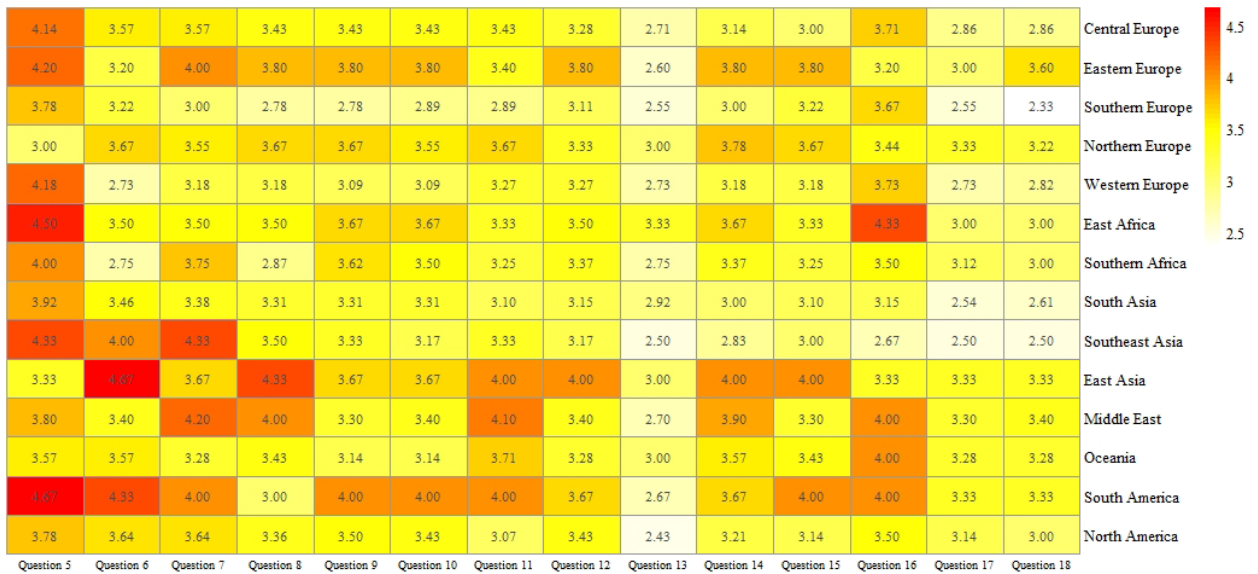 4.14 3.57 3.57 3.43 3.43 3.43 3.43 3.28 2.71 3.14 3.00 3.71 2.86 2.86 Central Europe 4.5
4.20 3.20 4.00 3.80 3.80 3.80 3.40 3.80 2.60 3.80 3.80 3.20 3.00 3.60 Eastern Europe 4
3.78 3.22 3.00 2.78 2.78 2.89 2.89 3.11 2.55 3.00 3.22 3.67 2.55 2.33 Southern Europe
3.00 3.67 3.55 3.67 3.67 3.55 3.67 3.33 3.00 3.78 3.67 3.44 3.33 3.22 Northern Europe 3.5
4.18 2.73 3.18 3.18 3.09 3.09 3.27 3.27 2.73 3.18 3.18 3.73 2.73 2.82 Western Europe 3
4.50 3.50 3.50 3.50 3.67 3.67 3.33 3.50 3.33 3.67 3.33 4.33 3.00 3.00 East Africa 2.5
4.00 2.75 3.75 2.87 3.62 3.50 3.25 3.37 2.75 3.37 3.25 3.50 3.12 3.00 Southern Africa
3.92 3.46 3.38 3.31 3.31 3.31 3.10 3.15 2.92 3.00 3.10 3.15 2.54 2.61 South Asia
4.33 4.00 4.33 3.50 3.33 3.17 3.33 3.17 2.50 2.83 3.00 2.67 2.50 2.50 Southeast Asia
3.33 4.67 3.67 4.33 3.67 3.67 4.00 4.00 3.00 4.00 4.00 3.33 3.33 3.33 East Asia
3.80 3.40 4.20 4.00 3.30 3.40 4.10 3.40 2.70 3.90 3.30 4.00 3.30 3.40 Middle East
3.57 3.57 3.28 3.43 3.14 3.14 3.71 3.28 3.00 3.57 3.43 4.00 3.28 3.28 Oceania
4.67 4.33 4.00 3.00 4.00 4.00 4.00 3.67 2.67 3.67 4.00 4.00 3.33 3.33 South America
3.78 3.64 3.64 3.36 3.50 3.43 3.07 3.43 2.43 3.21 3.14 3.50 3.14 3.00 North America
Question 5 Question 6 Question 7 Question 8 Question 9 Question 10 Question 11 Question 12 Question 13 Question 14 Question 15 Question 16 Question 17 Question 18